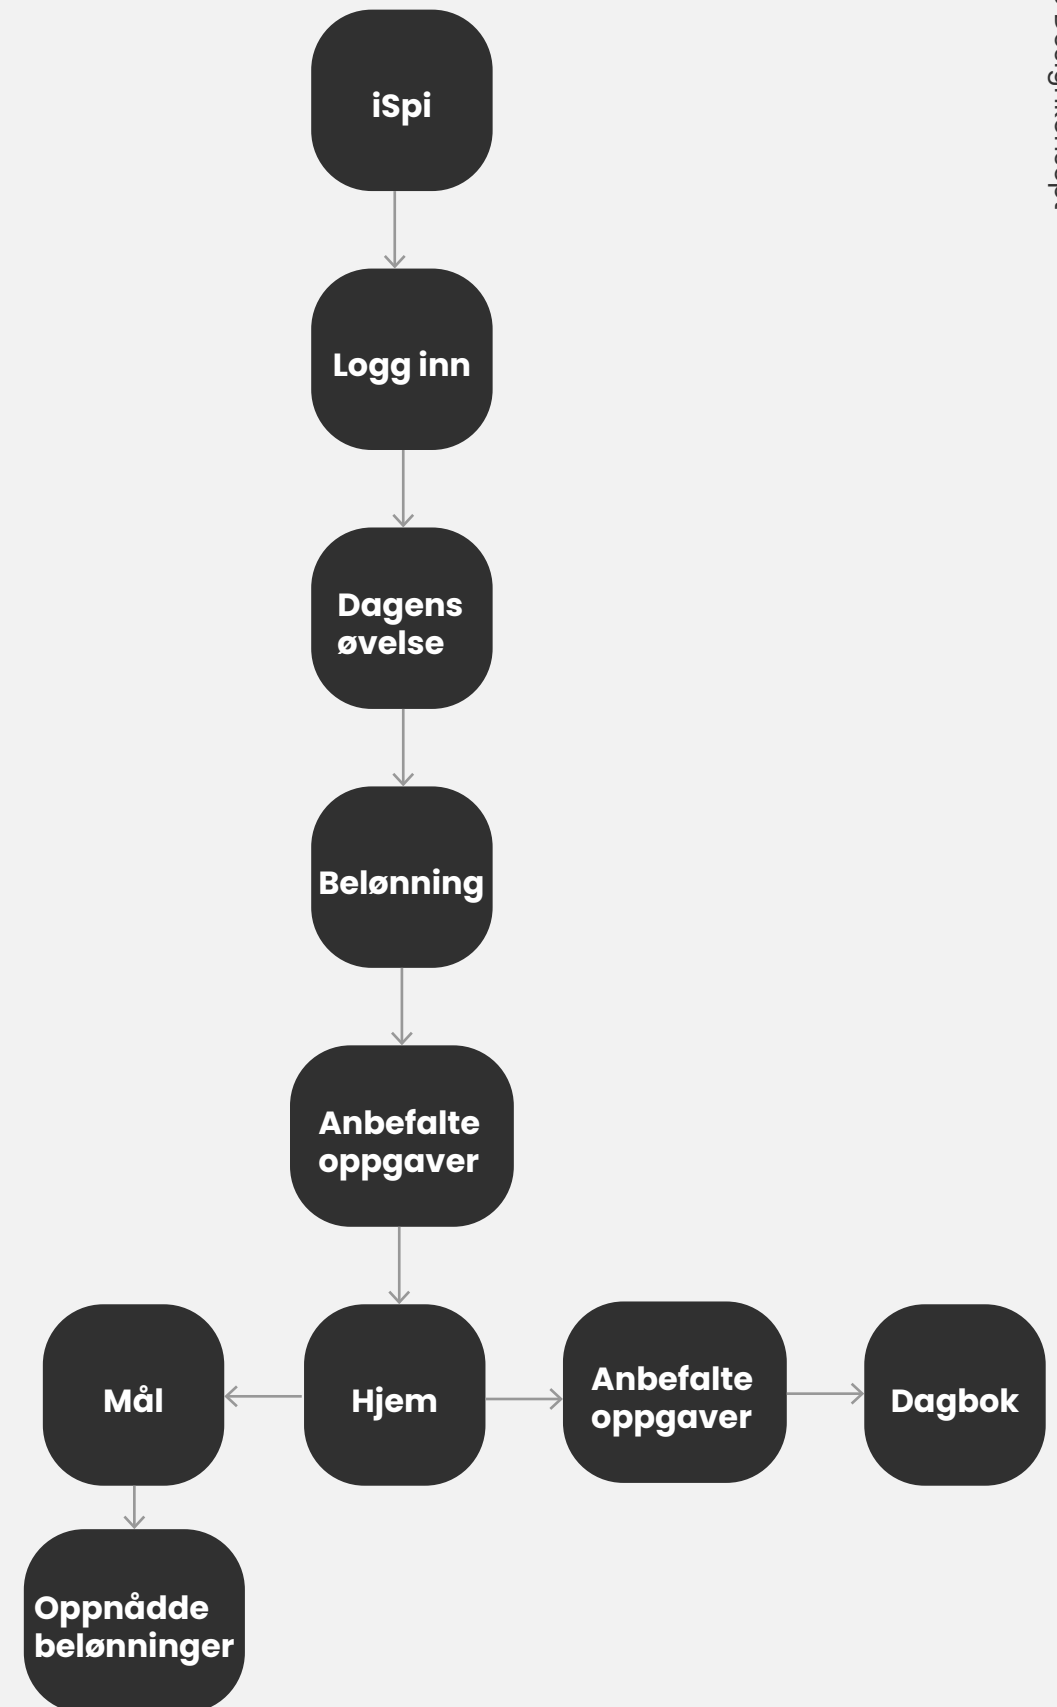 iSpi
Logg inn
Dagens
øvelse
Belønning
Anbefalte
oppgaver
Mål
Hjem
Anbefalte
oppgaver
Dagbok
Oppnådde
belønninger